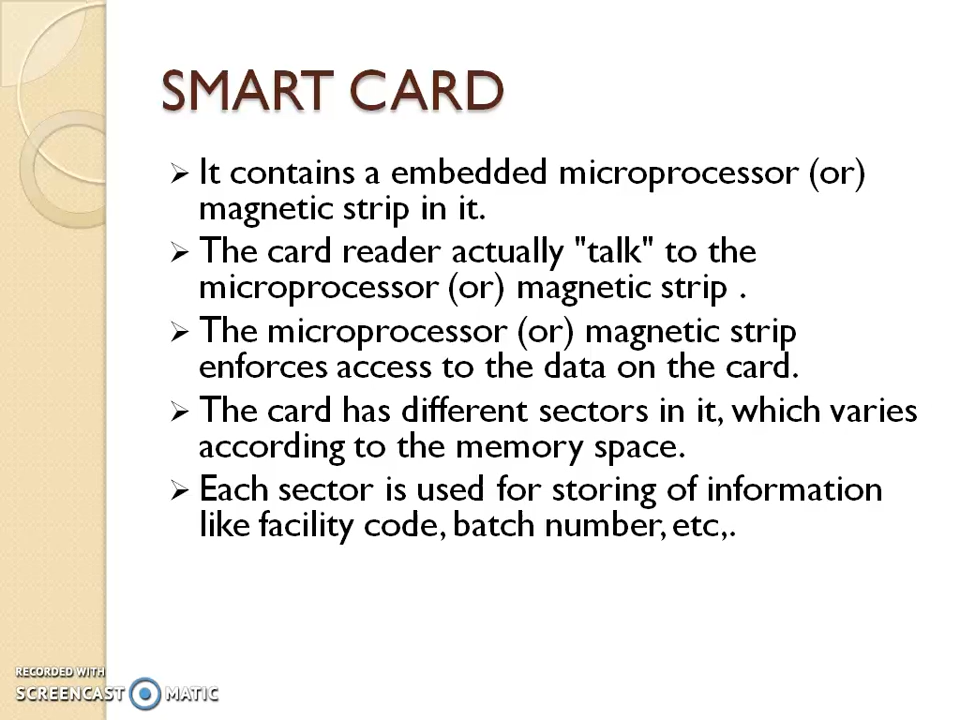 SMART CARD
➢ It contains a embedded microprocessor (or)
magnetic strip in it.
➢ The card reader actually "talk" to the
microprocessor (or) magnetic strip .
➢ The microprocessor (or) magnetic strip
enforces access to the data on the card.
➢ The card has different sectors in it, which varies
according to the memory space.
➢ Each sector is used for storing of information
like facility code, batch number, etc,.
RECORDED WITH
SCREENCAST MATIC